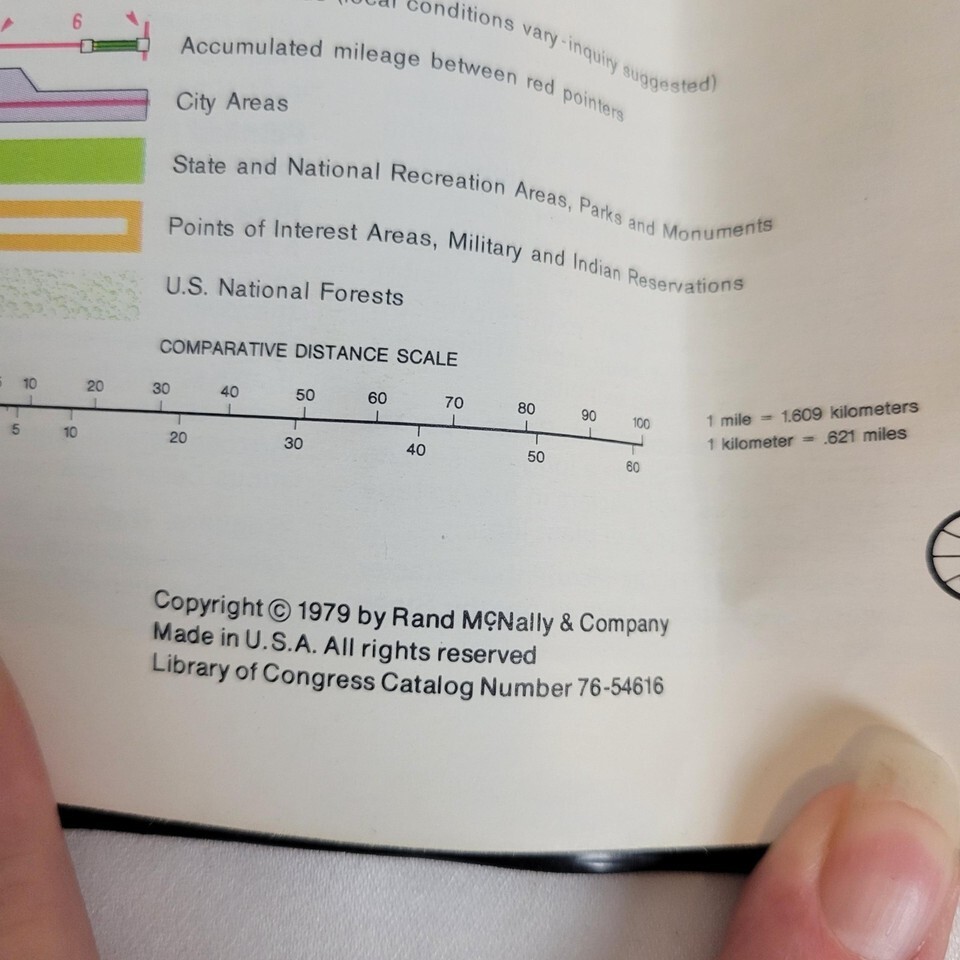 conditions vary-inquiry suggested)
6
Accumulated mileage between red pointers
City Areas
State and National Recreation Areas, Parks and Monuments
Points of Interest Areas, Military and Indian Reservations
U.S. National Forests
COMPARATIVE DISTANCE SCALE
10 20 30 40 50 60 70 80 90 100
5 10 20 30 40 50 60
1 mile = 1.609 kilometers
1 kilometer = .621 miles
Copyright © 1979 by Rand McNally & Company
Made in U.S.A. All rights reserved
Library of Congress Catalog Number 76-54616